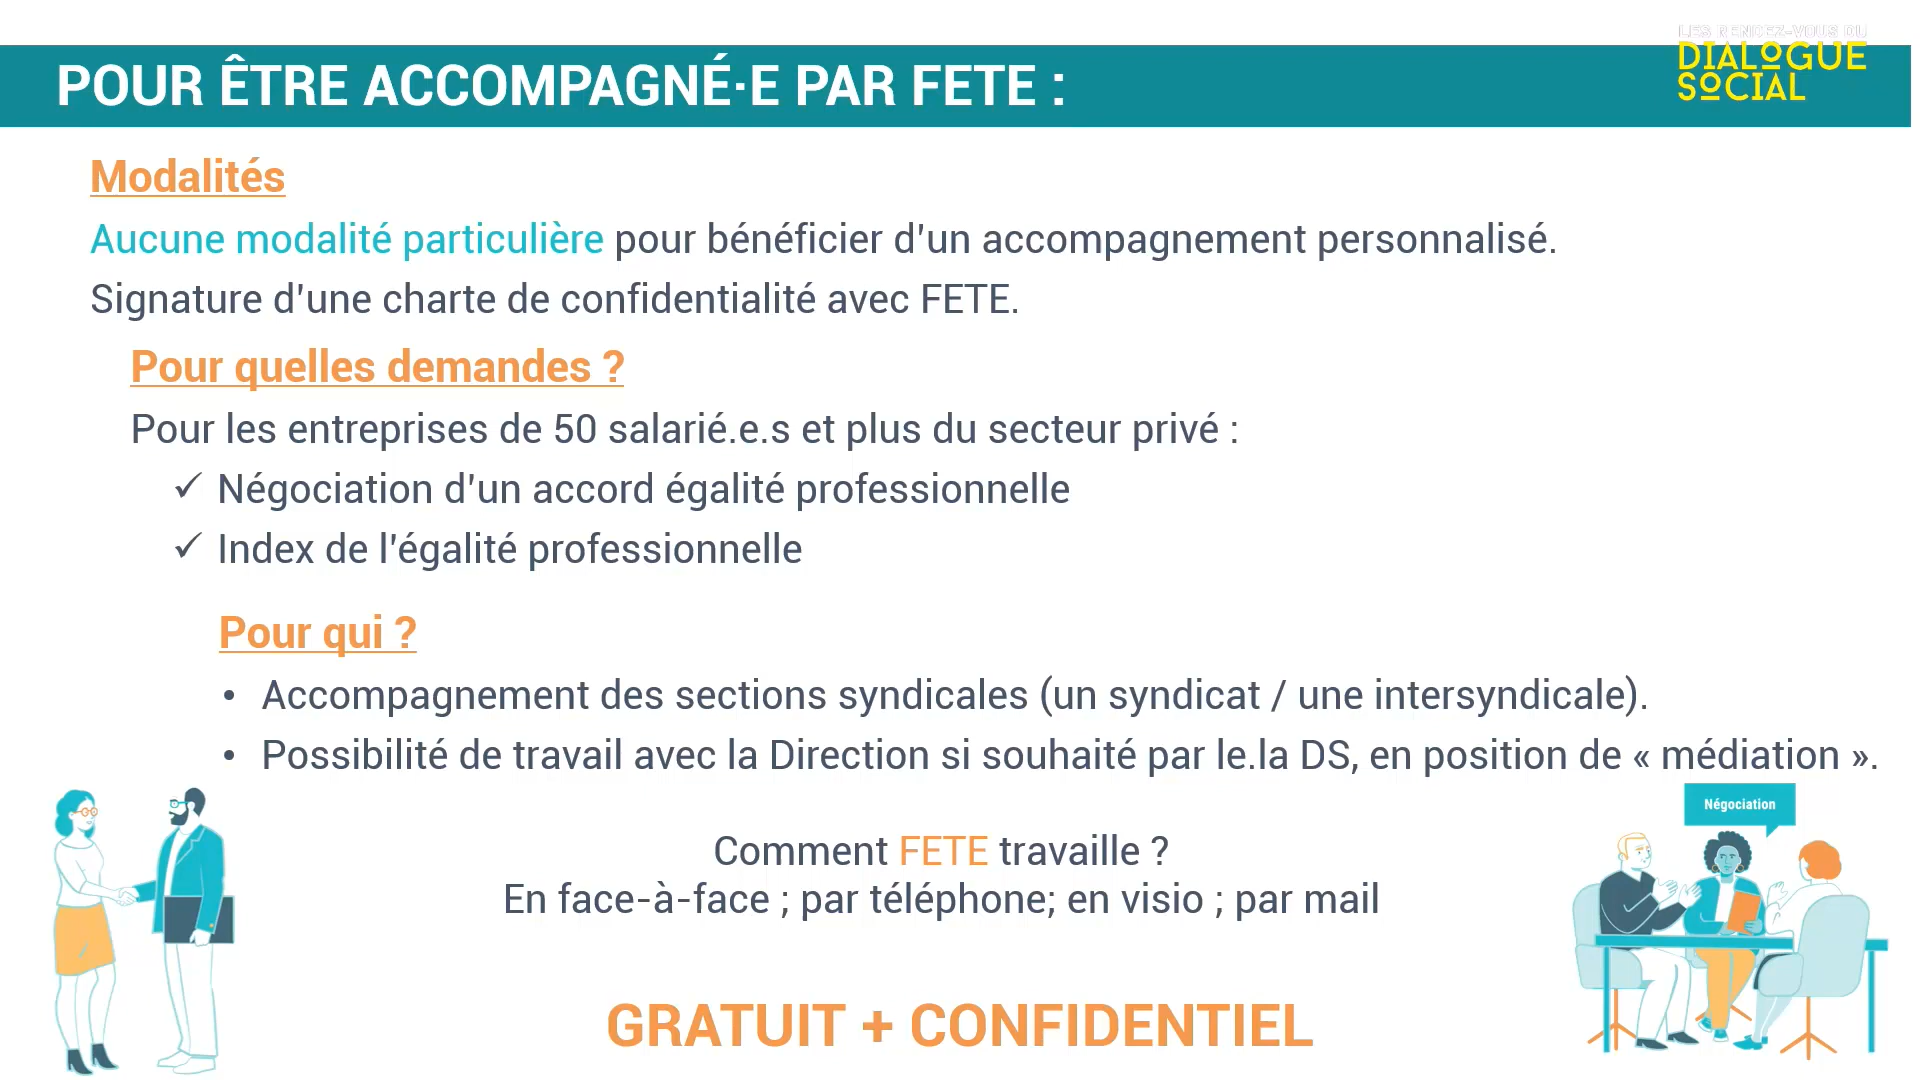 LES RENDEZ-VOUS DU
DIALOGUE
SOCIAL
POUR ÊTRE ACCOMPAGNÉ·E PAR FETE :
Modalités
Aucune modalité particulière pour bénéficier d'un accompagnement personnalisé.
Signature d'une charte de confidentialité avec FETE.
Pour quelles demandes ?
Pour les entreprises de 50 salarié.e.s et plus du secteur privé :
✓ Négociation d'un accord égalité professionnelle
✓ Index de l'égalité professionnelle
Pour qui ?
• Accompagnement des sections syndicales (un syndicat / une intersyndicale).
• Possibilité de travail avec la Direction si souhaité par le.la DS, en position de « médiation ».
Négociation
Comment FETE travaille ?
En face-à-face ; par téléphone; en visio ; par mail
GRATUIT + CONFIDENTIEL